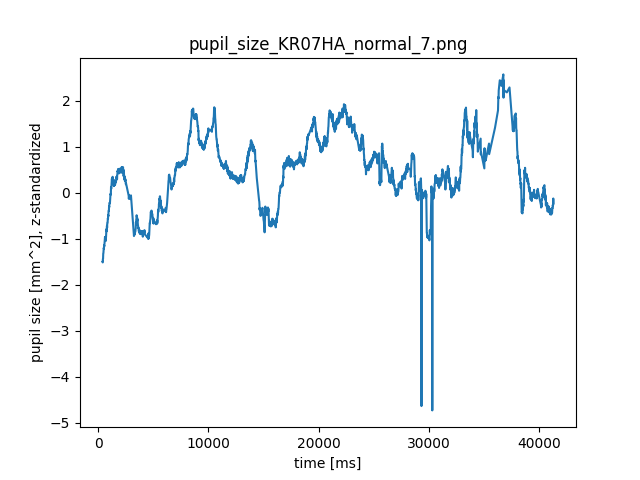 pupil_size_KR07HA_normal_7.png
pupil size [mm^2], z-standardized
2
1
0
−1
−2
−3
−4
−5
0 10000 20000 30000 40000
time [ms]